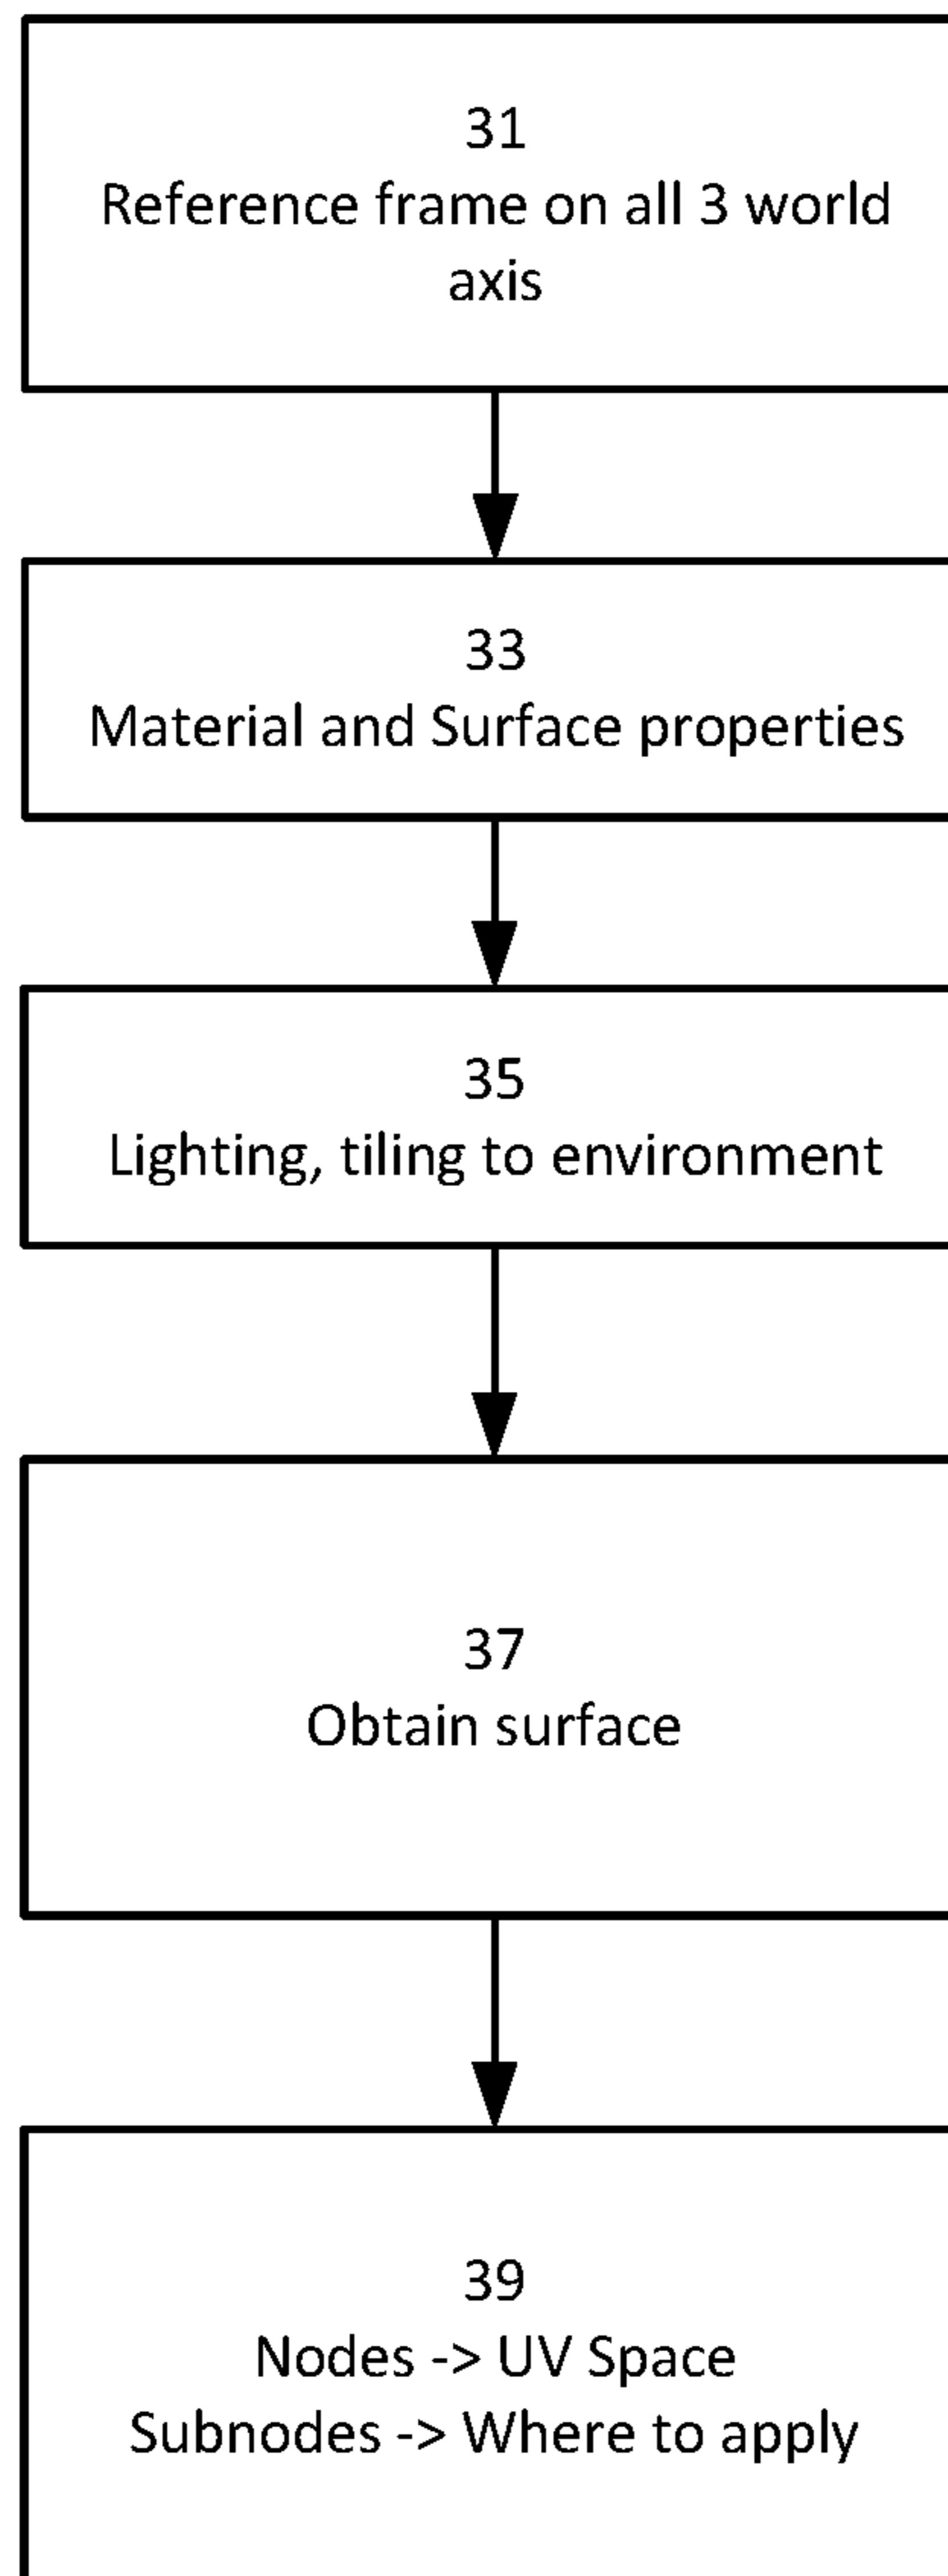 31
Reference frame on all 3 world
axis
33
Material and Surface properties
35
Lighting, tiling to environment
37
Obtain surface
39
Nodes -> UV Space
Subnodes -> Where to apply